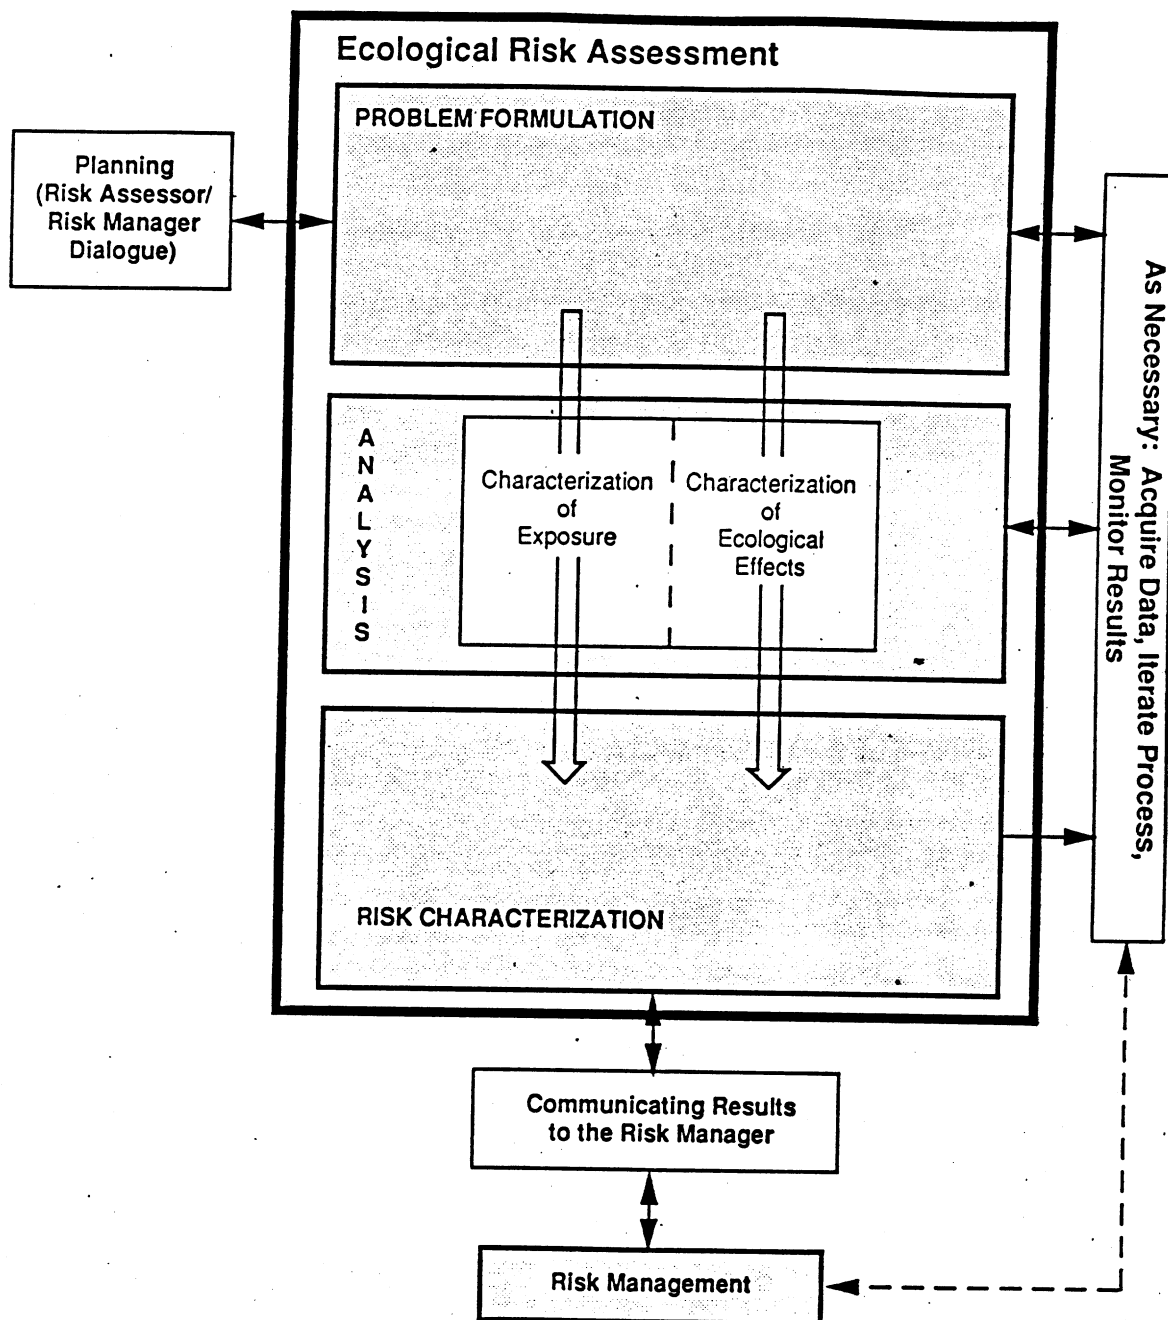 Ecological Risk Assessment
PROBLEM FORMULATION
Planning
(Risk Assessor/
Risk Manager
Dialogue)
ANALYSIS
Characterization
of
Exposure
Characterization
of
Ecological
Effects
As Necessary: Acquire Data, Iterate Process,
Monitor Results
RISK CHARACTERIZATION
Communicating Results
to the Risk Manager
Risk Management